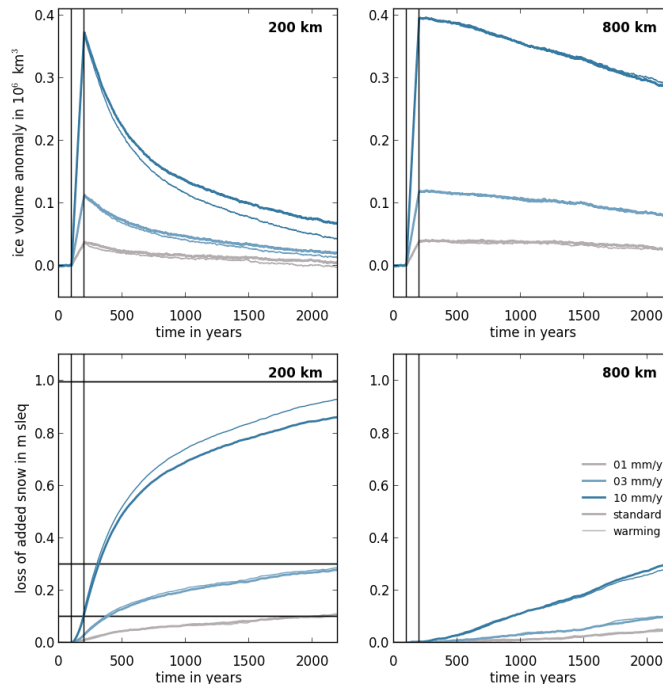 200 km
800 km
0.4
0.3
0.2
0.1
0.0
ice volume anomaly in 10⁶ km³
0.4
0.3
0.2
0.1
0.0
0 500 1000 1500 2000
time in years
0 500 1000 1500 2000
time in years
200 km
800 km
1.0
0.8
0.6
0.4
0.2
0.0
loss of added snow in m sleq
1.0
0.8
0.6
0.4
0.2
0.0
01 mm/y
03 mm/y
10 mm/y
standard
warming
0 500 1000 1500 2000
time in years
0 500 1000 1500 2000
time in years